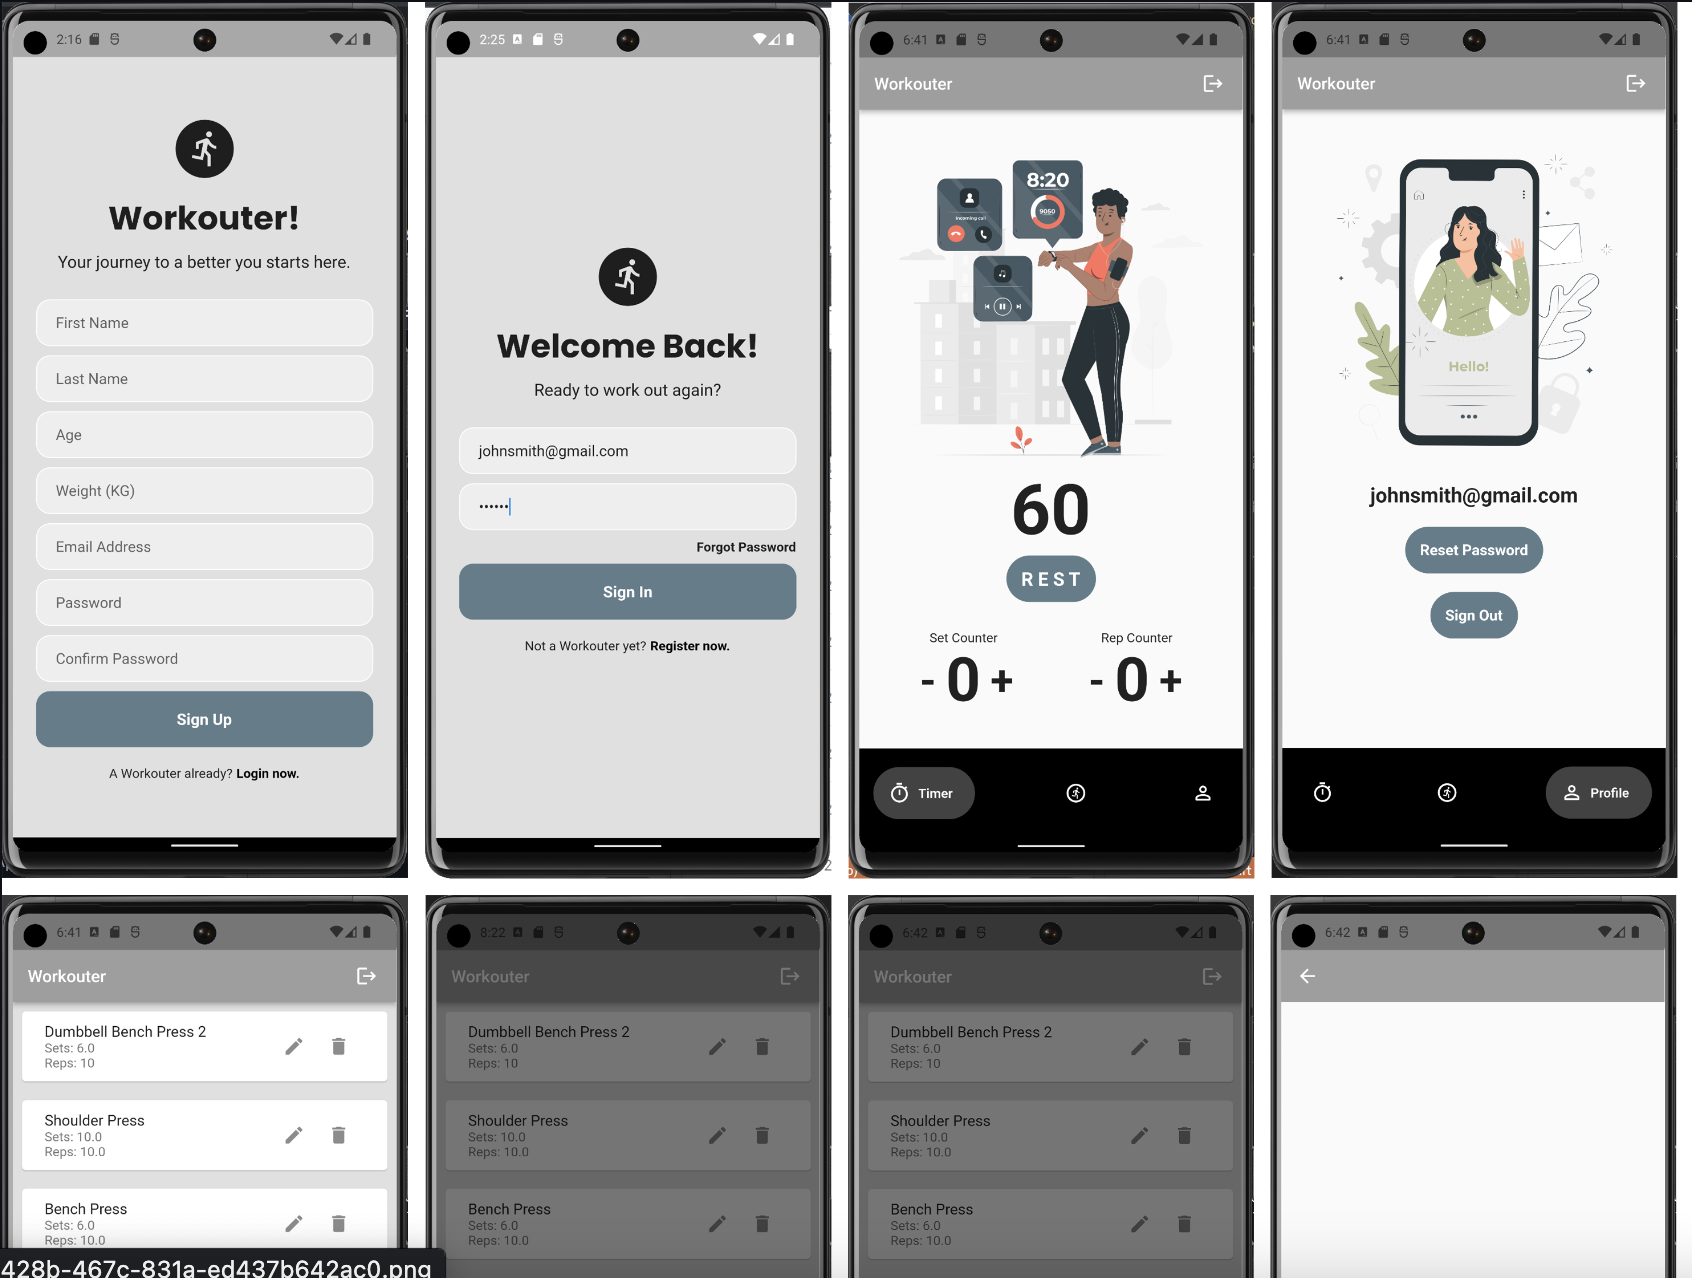 2:16
Workouter!
Your journey to a better you starts here.
First Name
Last Name
Age
Weight (KG)
Email Address
Password
Confirm Password
Sign Up
A Workouter already? Login now.
2:25
Welcome Back!
Ready to work out again?
johnsmith@gmail.com
••••••
Forgot Password
Sign In
Not a Workouter yet? Register now.
6:41
Workouter
Incoming call
8:20
9050
60
REST
Set Counter
Rep Counter
- 0 +
- 0 +
Timer
6:41
Workouter
Hello!
johnsmith@gmail.com
Reset Password
Sign Out
Profile
6:41
Workouter
Dumbbell Bench Press 2
Sets: 6.0
Reps: 10
Shoulder Press
Sets: 10.0
Reps: 10.0
Bench Press
Sets: 6.0
Reps: 10.0
8:22
Workouter
Dumbbell Bench Press 2
Sets: 6.0
Reps: 10
Shoulder Press
Sets: 10.0
Reps: 10.0
Bench Press
Sets: 6.0
Reps: 10.0
6:42
Workouter
Dumbbell Bench Press 2
Sets: 6.0
Reps: 10
Shoulder Press
Sets: 10.0
Reps: 10.0
Bench Press
Sets: 6.0
Reps: 10.0
6:42
428b-467c-831a-ed437b642ac0.png